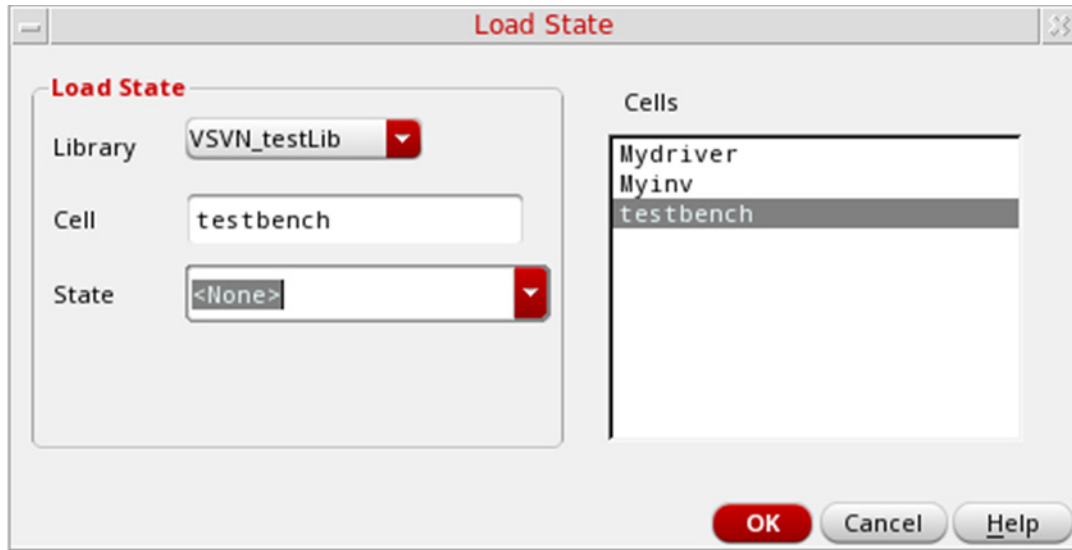 Load State
Load State
Library
VSVN_testLib
Cell
testbench
State
<None>
Cells
Mydriver
Myinv
testbench
OK
Cancel
Help